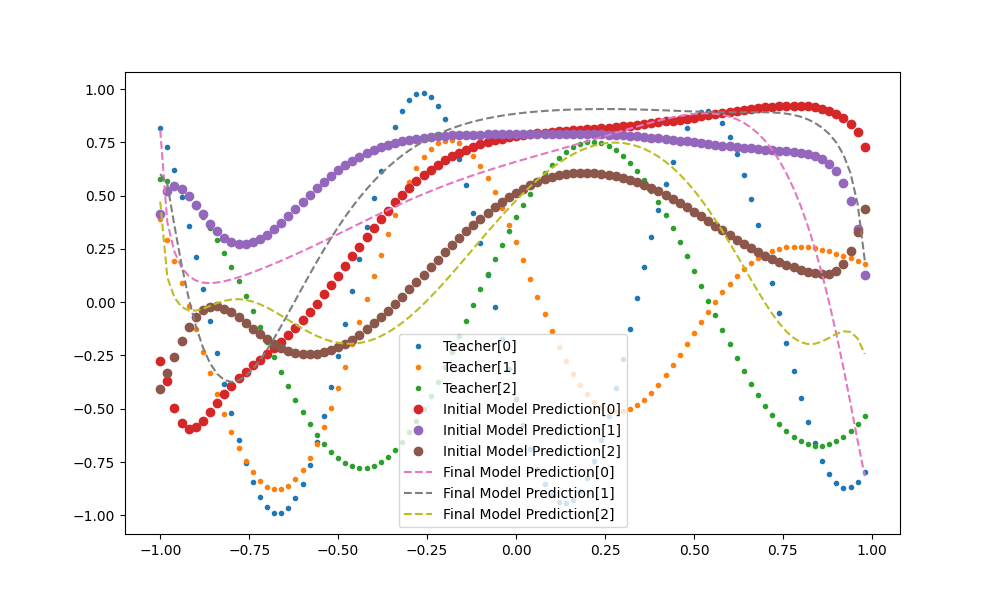 1.00
0.75
0.50
0.25
0.00
−0.25
−0.50
−0.75
−1.00
Teacher[0]
Teacher[1]
Teacher[2]
Initial Model Prediction[0]
Initial Model Prediction[1]
Initial Model Prediction[2]
Final Model Prediction[0]
Final Model Prediction[1]
Final Model Prediction[2]
−1.00 −0.75 −0.50 −0.25 0.00 0.25 0.50 0.75 1.00